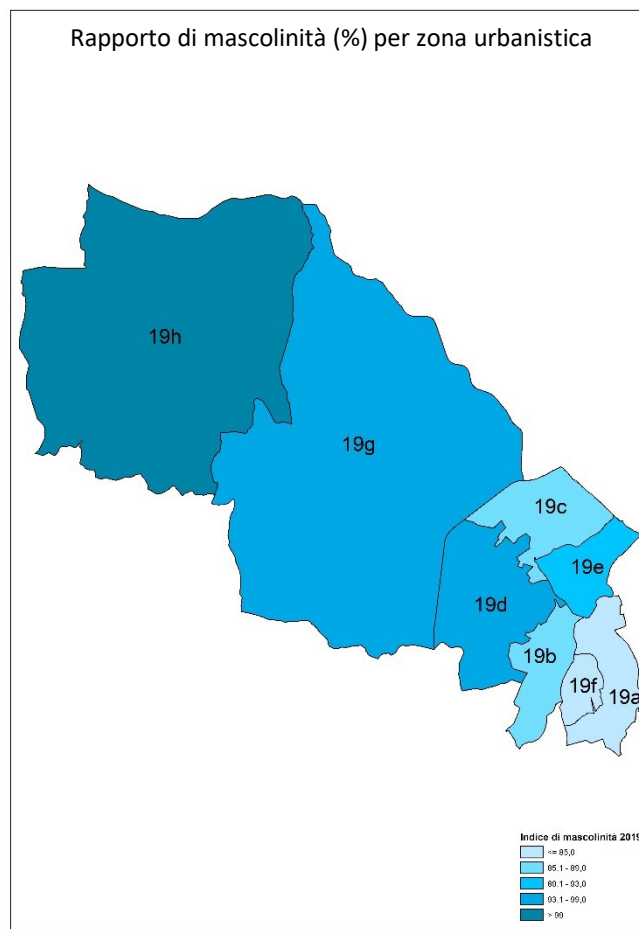 Rapporto di mascolinità (%) per zona urbanistica
19h
19g
19c
19e
19d
19b
19f
19a
Indice di mascolinità 2019
<= 85,0
85.1 - 89,0
89.1 - 93,0
93.1 - 99,0
> 99